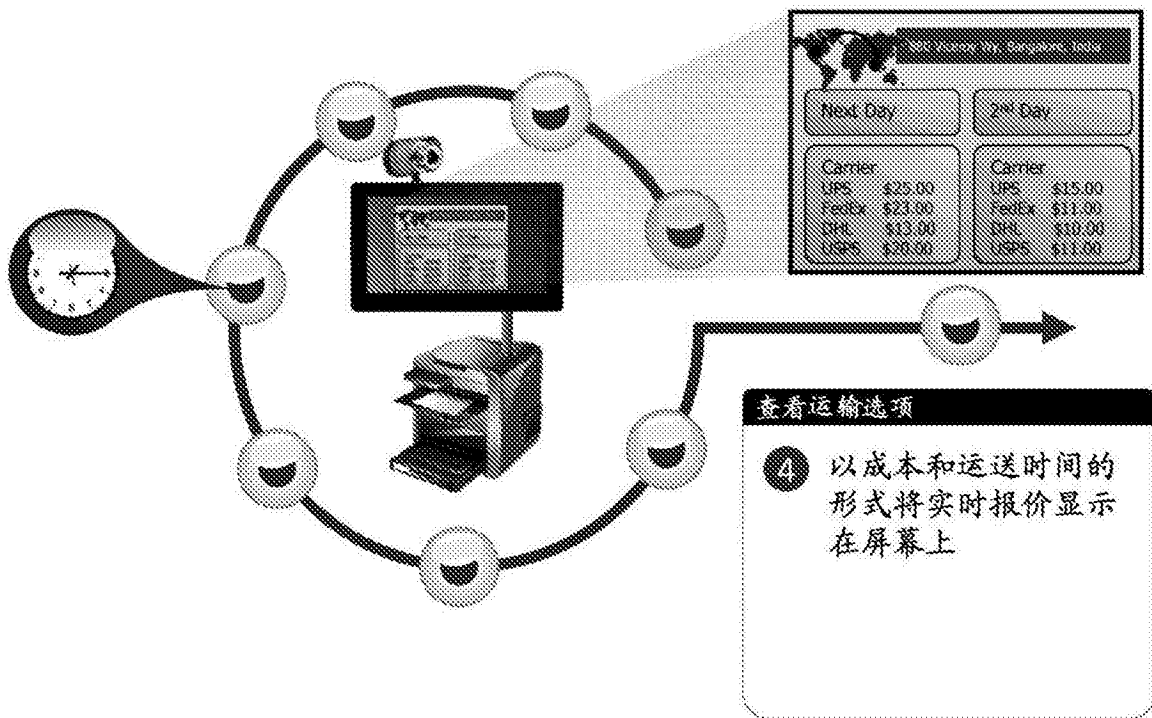 Bangalore, India
Next Day
2nd Day
Carrier
UPS $25.00
FedEx $23.00
DHL $13.00
USPS $20.00
Carrier
UPS $15.00
FedEx $11.00
DHL $10.00
USPS $11.00
查看运输选项
4 以成本和运送时间的
形式将实时报价显示
在屏幕上